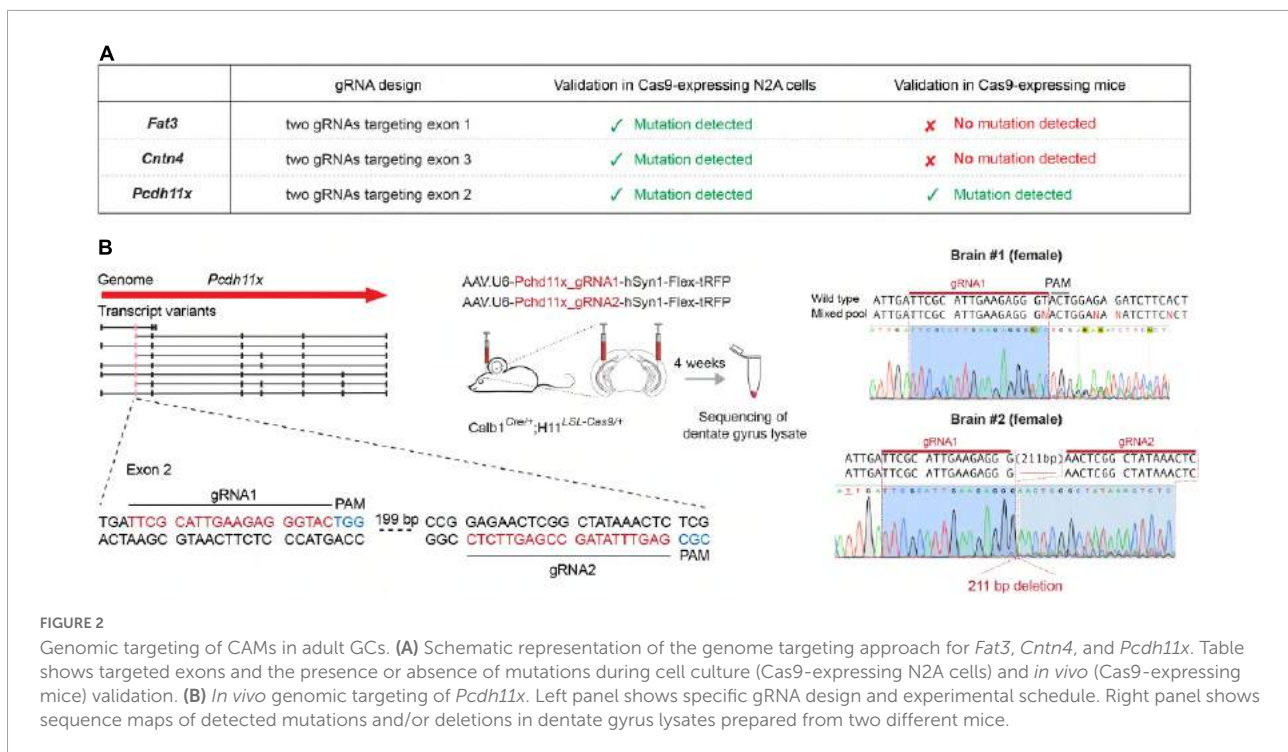 A
gRNA design Validation in Cas9-expressing N2A cells Validation in Cas9-expressing mice
Fat3 two gRNAs targeting exon 1 ✓ Mutation detected ✘ No mutation detected
Cntn4 two gRNAs targeting exon 3 ✓ Mutation detected ✘ No mutation detected
Pcdh11x two gRNAs targeting exon 2 ✓ Mutation detected ✓ Mutation detected
B
Genome Pcdh11x
Transcript variants
Exon 2
gRNA1
PAM
TGATTCG CATTGAAGAG GGTACTGG 199 bp CCG GAGAACTCGG CTATAAACTC TCG
ACTAAGC GTAACTTCTC CCATGACC GGC CTCTTGAGCC GATATTTGAG CGC
gRNA2
PAM
AAV.U6-Pchd11x_gRNA1-hSyn1-Flex-tRFP
AAV.U6-Pchd11x_gRNA2-hSyn1-Flex-tRFP
4 weeks
Calb1Cre/+;H11LSL-Cas9/+
Sequencing of
dentate gyrus lysate
Brain #1 (female)
gRNA1 PAM
Wild type ATTGATTCGC ATTGAAGAGG GTACTGGAGA GATCTTCACT
Mixed pool ATTGATTCGC ATTGAAGAGG GNACTGGANA NATCTTCNCT
Brain #2 (female)
gRNA1 gRNA2
ATTGATTCGC ATTGAAGAGG G(211bp)AACTCGG CTATAAACTC
ATTGATTCGC ATTGAAGAGG G AACTCGG CTATAAACTC
211 bp deletion
FIGURE 2
Genomic targeting of CAMs in adult GCs. (A) Schematic representation of the genome targeting approach for Fat3, Cntn4, and Pcdh11x. Table
shows targeted exons and the presence or absence of mutations during cell culture (Cas9-expressing N2A cells) and in vivo (Cas9-expressing
mice) validation. (B) In vivo genomic targeting of Pcdh11x. Left panel shows specific gRNA design and experimental schedule. Right panel shows
sequence maps of detected mutations and/or deletions in dentate gyrus lysates prepared from two different mice.